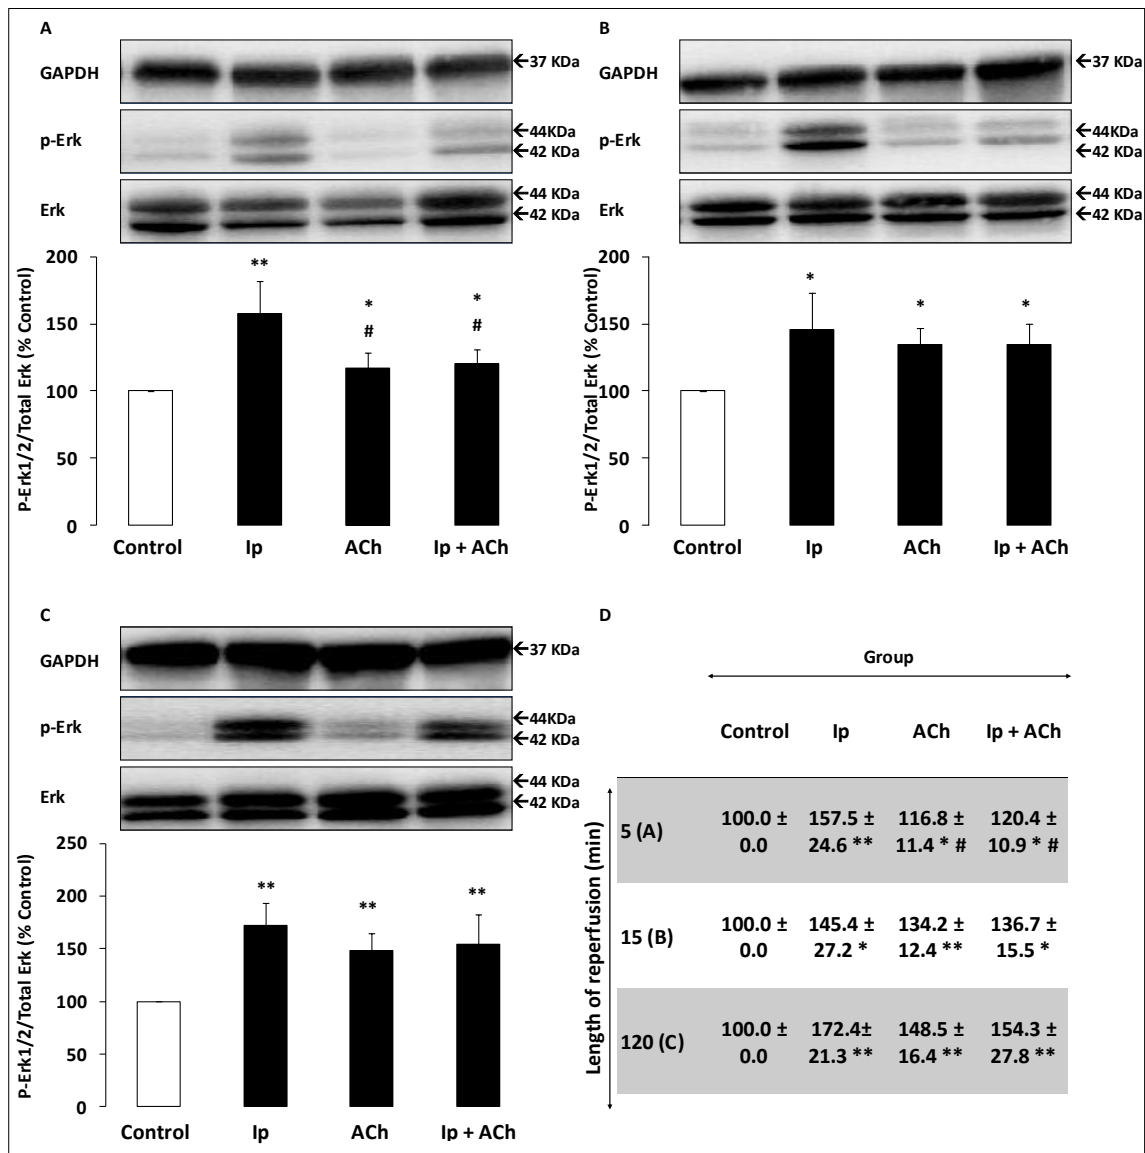 A
GAPDH
←37 KDa
p-Erk
←44KDa
←42 KDa
Erk
←44 KDa
←42 KDa
P-Erk1/2/Total Erk (% Control)
200
150
100
50
0
**
*
#
*
#
Control Ip ACh Ip + ACh
B
GAPDH
←37 KDa
p-Erk
←44KDa
←42 KDa
Erk
←44 KDa
←42 KDa
P-Erk1/2/Total Erk (% Control)
200
150
100
50
0
* * *
Control Ip ACh Ip + ACh
C
GAPDH
←37 KDa
p-Erk
←44KDa
←42 KDa
Erk
←44 KDa
←42 KDa
P-Erk1/2/Total Erk (% Control)
250
200
150
100
50
0
** ** **
Control Ip ACh Ip + ACh
D
Group
Control Ip ACh Ip + ACh
Length of reperfusion (min)
5 (A)
100.0 ± 157.5 ± 116.8 ± 120.4 ±
0.0 24.6 ** 11.4 * # 10.9 * #
15 (B)
100.0 ± 145.4 ± 134.2 ± 136.7 ±
0.0 27.2 * 12.4 ** 15.5 *
120 (C)
100.0 ± 172.4± 148.5 ± 154.3 ±
0.0 21.3 ** 16.4 ** 27.8 **